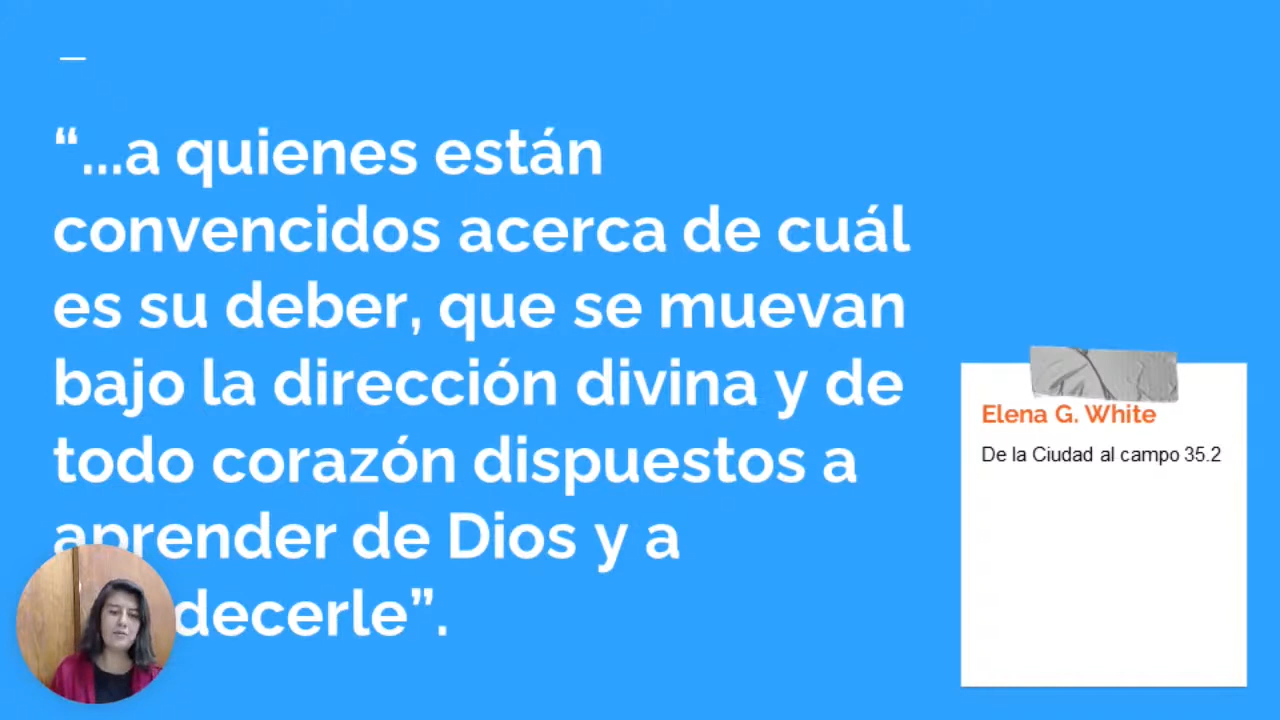 “...a quienes están
convencidos acerca de cuál
es su deber, que se muevan
bajo la dirección divina y de
todo corazón dispuestos a
aprender de Dios y a
decerle”.
Elena G. White
De la Ciudad al campo 35.2